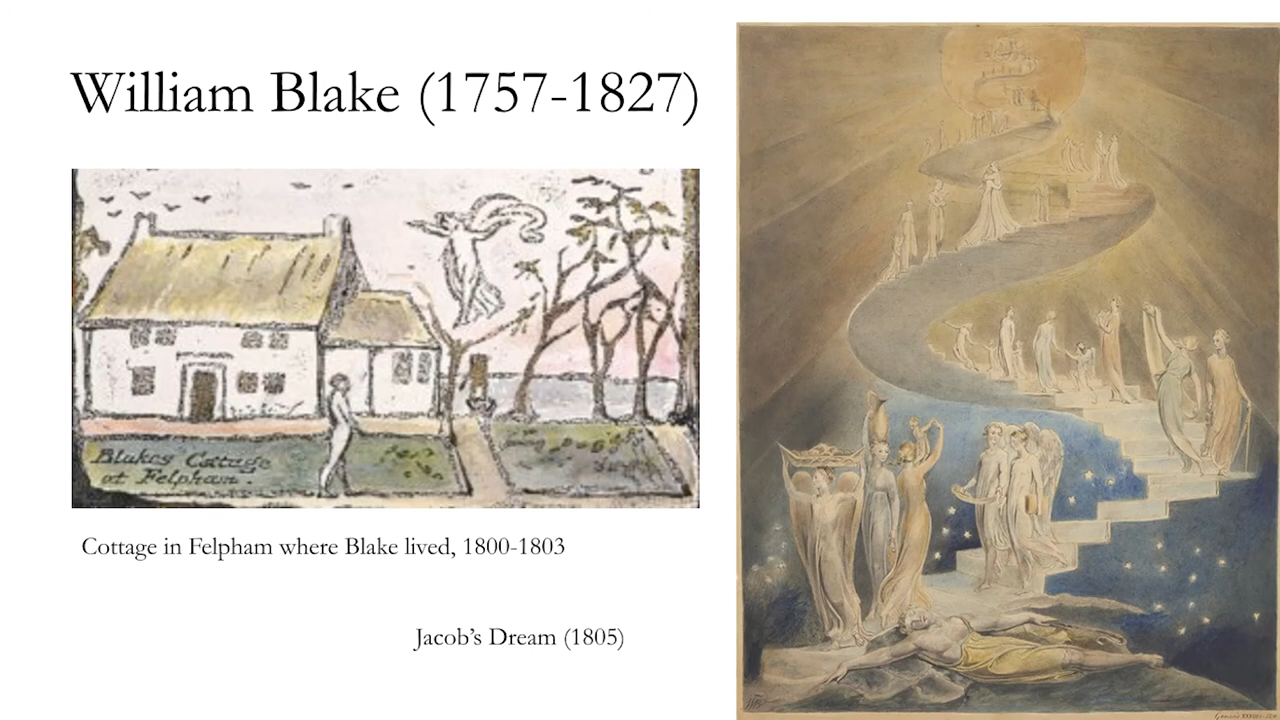 William Blake (1757-1827)
Blakes Cottage
at Felpham.
Cottage in Felpham where Blake lived, 1800-1803
Jacob’s Dream (1805)